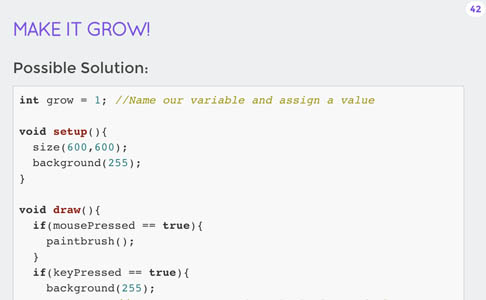 42
MAKE IT GROW!
Possible Solution:
int grow = 1; //Name our variable and assign a value
void setup(){
size(600,600);
background(255);
}
void draw(){
if(mousePressed == true){
paintbrush();
}
if(keyPressed == true){
background(255);